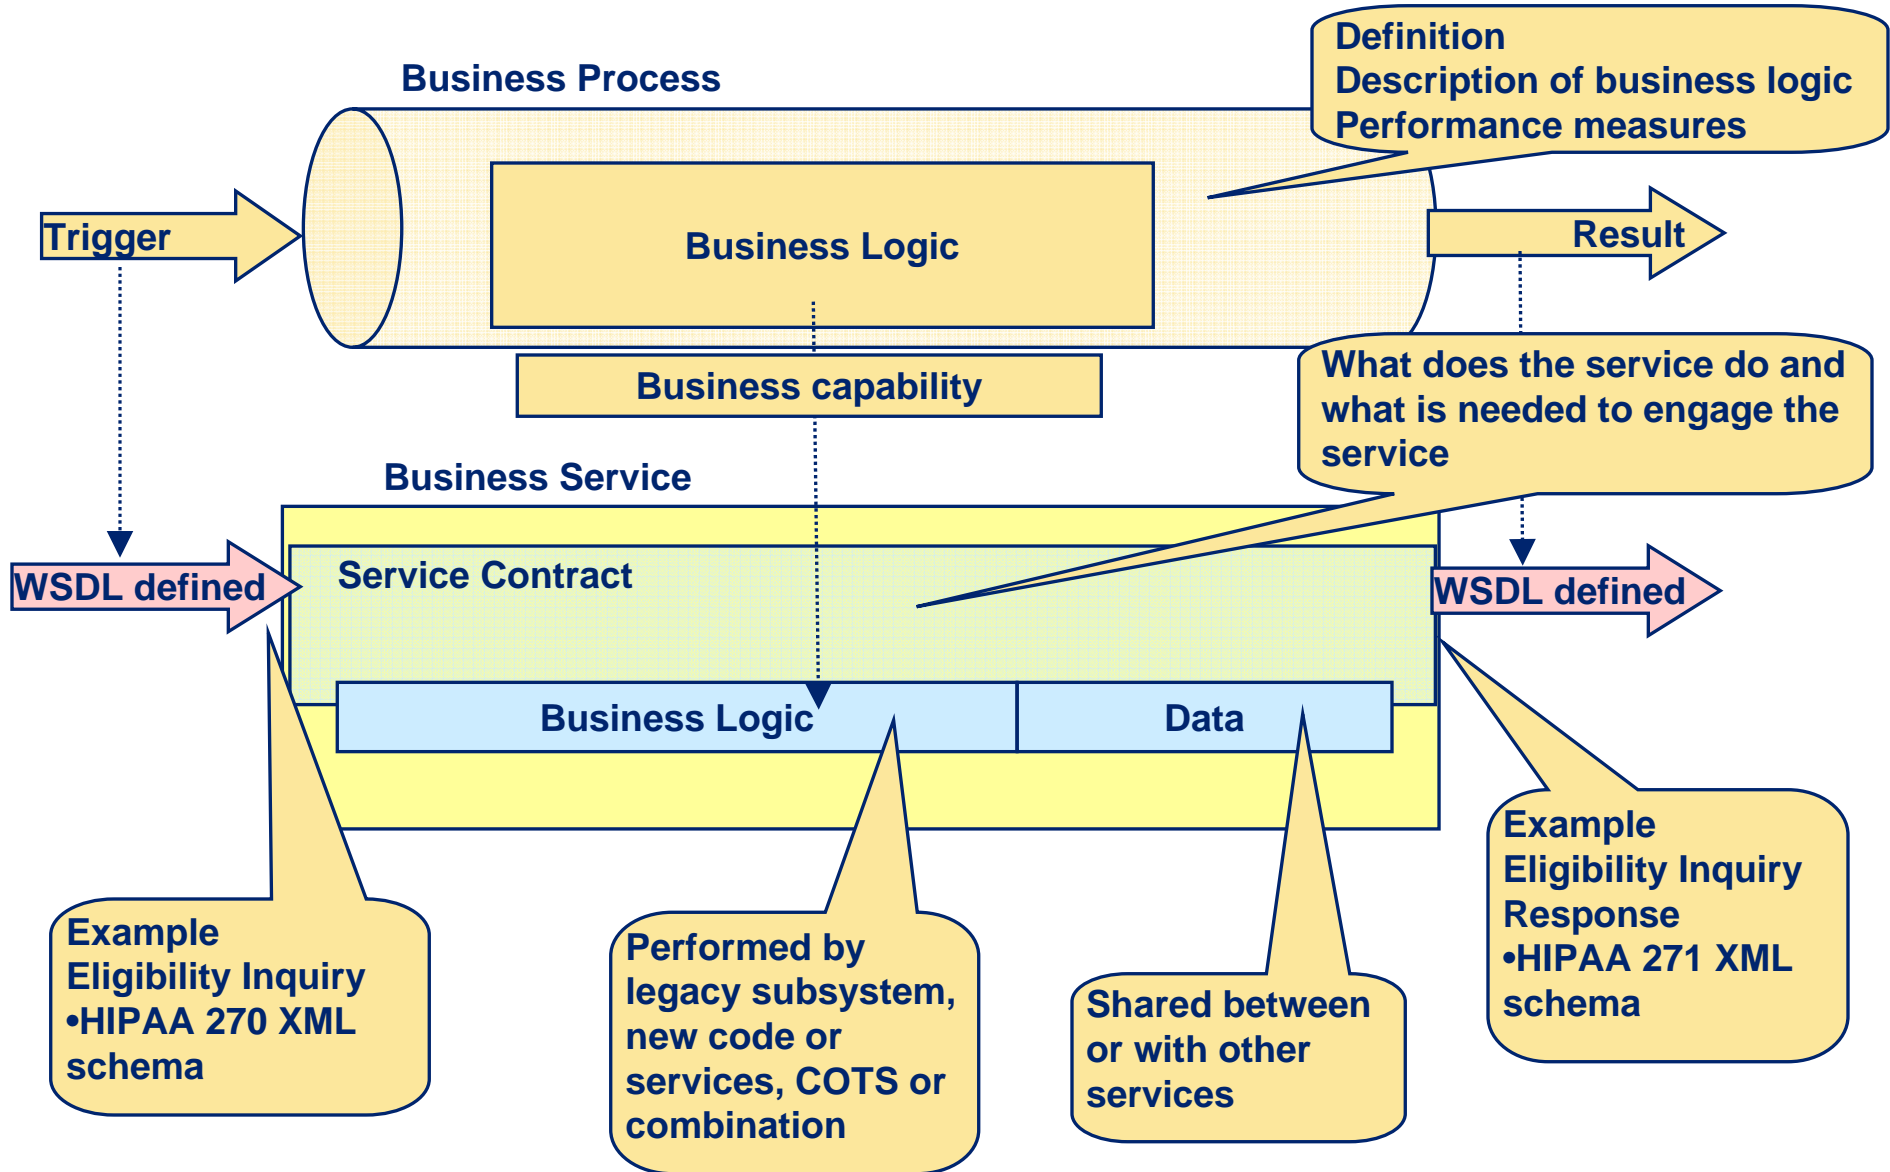 Business Process
Definition
Description of business logic
Performance measures
Trigger
Business Logic
Result
Business capability
What does the service do and
what is needed to engage the
service
Business Service
WSDL defined
Service Contract
WSDL defined
Business Logic
Data
Example
Eligibility Inquiry
•HIPAA 270 XML
schema
Performed by
legacy subsystem,
new code or
services, COTS or
combination
Shared between
or with other
services
Example
Eligibility Inquiry
Response
•HIPAA 271 XML
schema